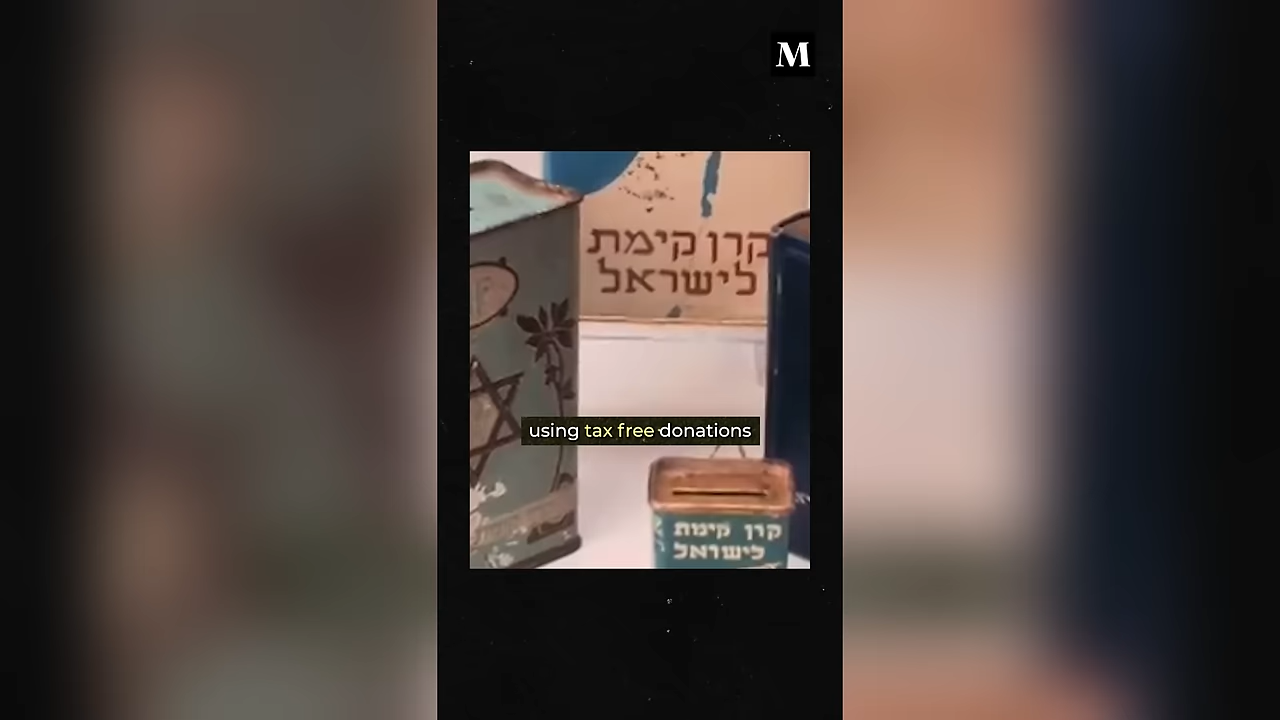 M
קרן קימת
לישראל
using tax free donations
קרן קימת
לישראל